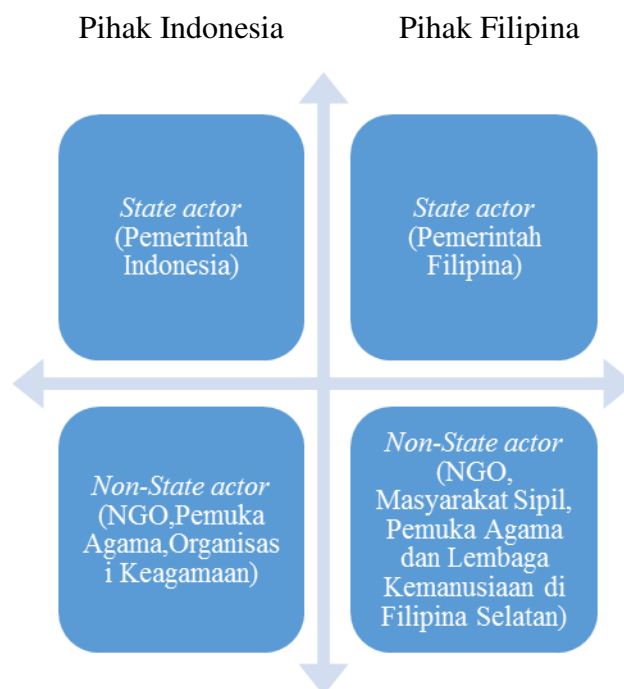 Pihak Indonesia
Pihak Filipina
State actor
(Pemerintah
Indonesia)
State actor
(Pemerintah
Filipina)
Non-State actor
(NGO,Pemuka
Agama,Organisas
i Keagamaan)
Non-State actor
(NGO,
Masyarakat Sipil,
Pemuka Agama
dan Lembaga
Kemanusiaan di
Filipina Selatan)